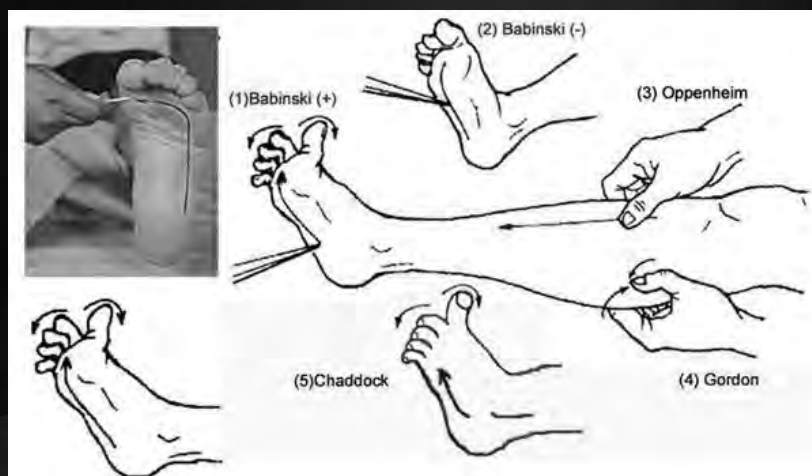 (2) Babinski (-)
(1)Babinski (+)
(3) Oppenheim
(5)Chaddock
(4) Gordon